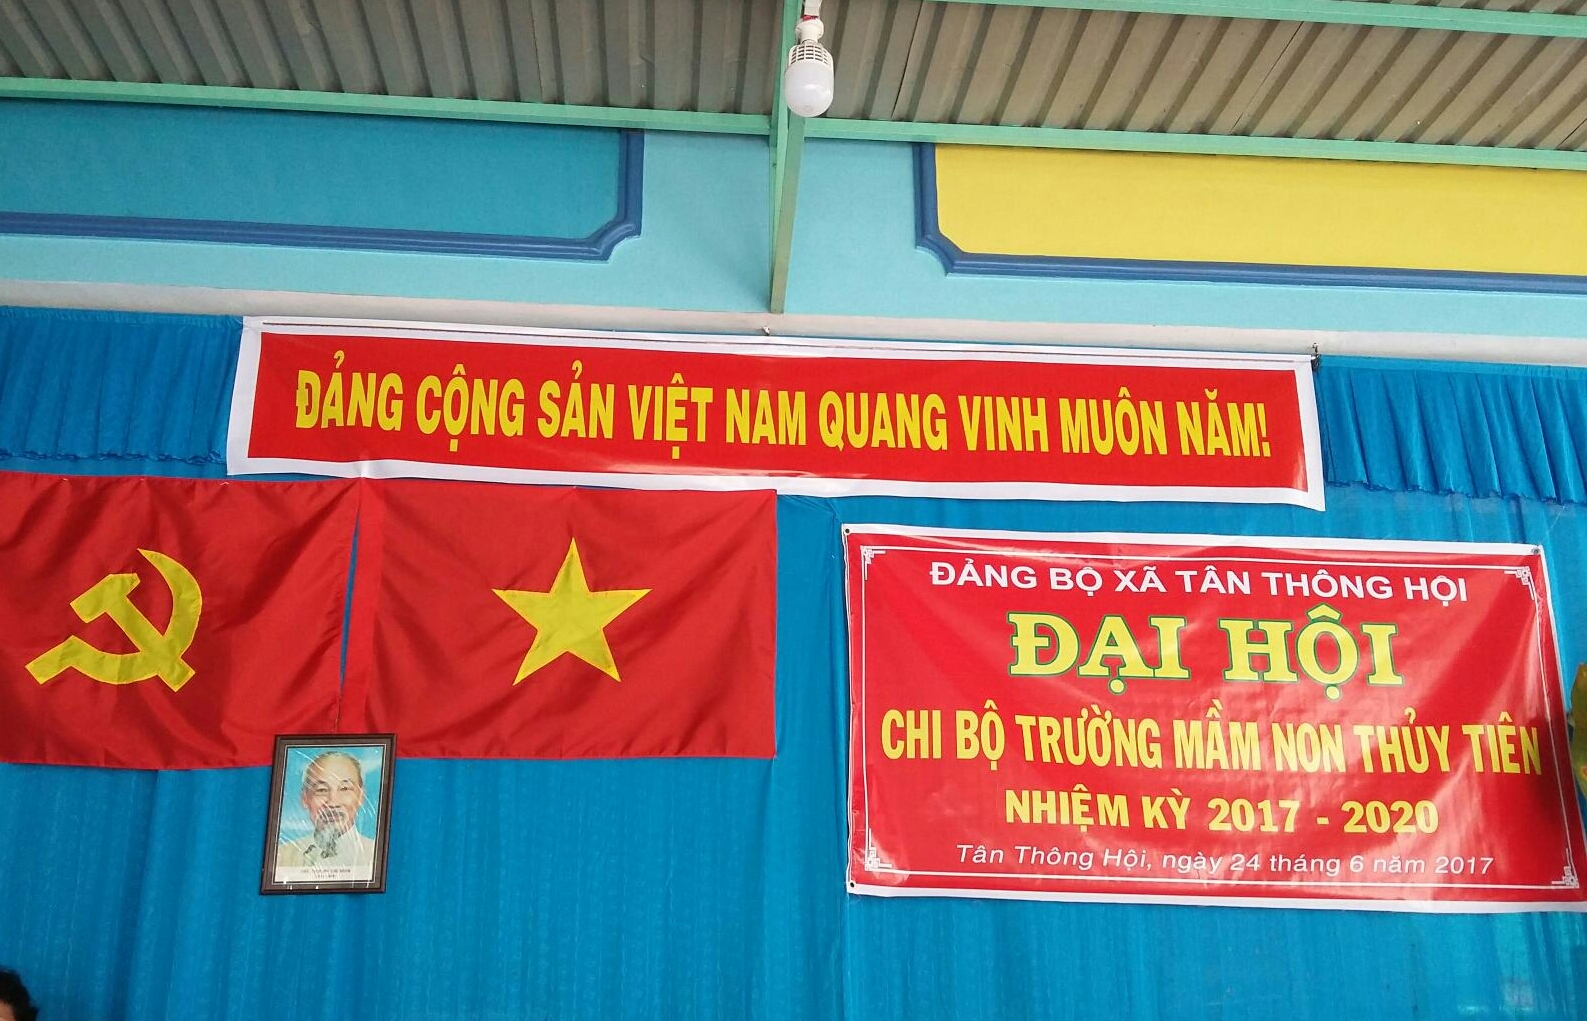 ĐẢNG CỘNG SẢN VIỆT NAM QUANG VINH MUÔN NĂM!
ĐẢNG BỘ XÃ TÂN THÔNG HỘI
ĐẠI HỘI
CHI BỘ TRƯỜNG MẦM NON THỦY TIÊN
NHIỆM KỲ 2017 - 2020
Tân Thông Hội, ngày 24 tháng 6 năm 2017